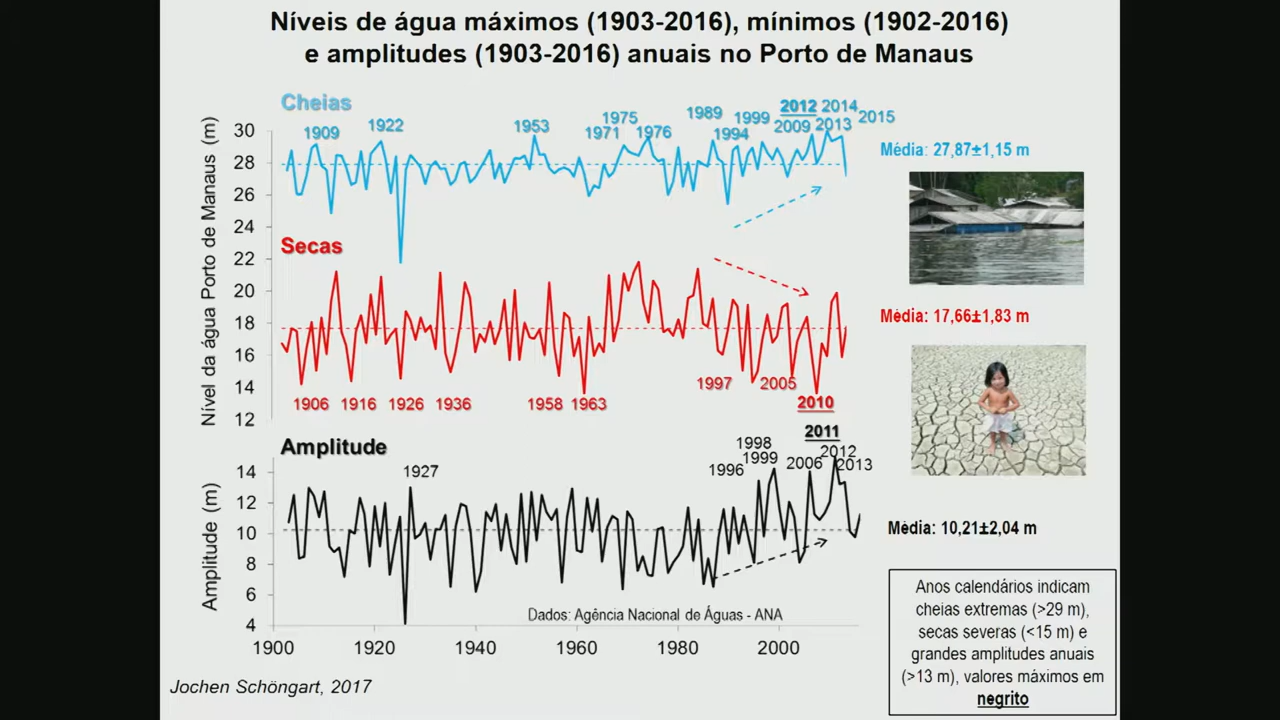 Níveis de água máximos (1903-2016), mínimos (1902-2016)
e amplitudes (1903-2016) anuais no Porto de Manaus
Cheias
1909
1922
1953
1971
1975
1976
1989
1994
1999
2012
2009
2014
2013
2015
Nível da água Porto de Manaus (m)
30
28
26
24
22
20
18
16
14
12
Média: 27,87±1,15 m
Secas
1906
1916
1926
1936
1958
1963
1997
2005
2010
Média: 17,66±1,83 m
Amplitude
1927
1996
1998
1999
2006
2011
2012
2013
Amplitude (m)
14
12
10
8
6
4
Média: 10,21±2,04 m
Dados: Agência Nacional de Águas - ANA
1900
1920
1940
1960
1980
2000
Anos calendários indicam
cheias extremas (>29 m),
secas severas (<15 m) e
grandes amplitudes anuais
(>13 m), valores máximos em
negrito
Jochen Schöngart, 2017